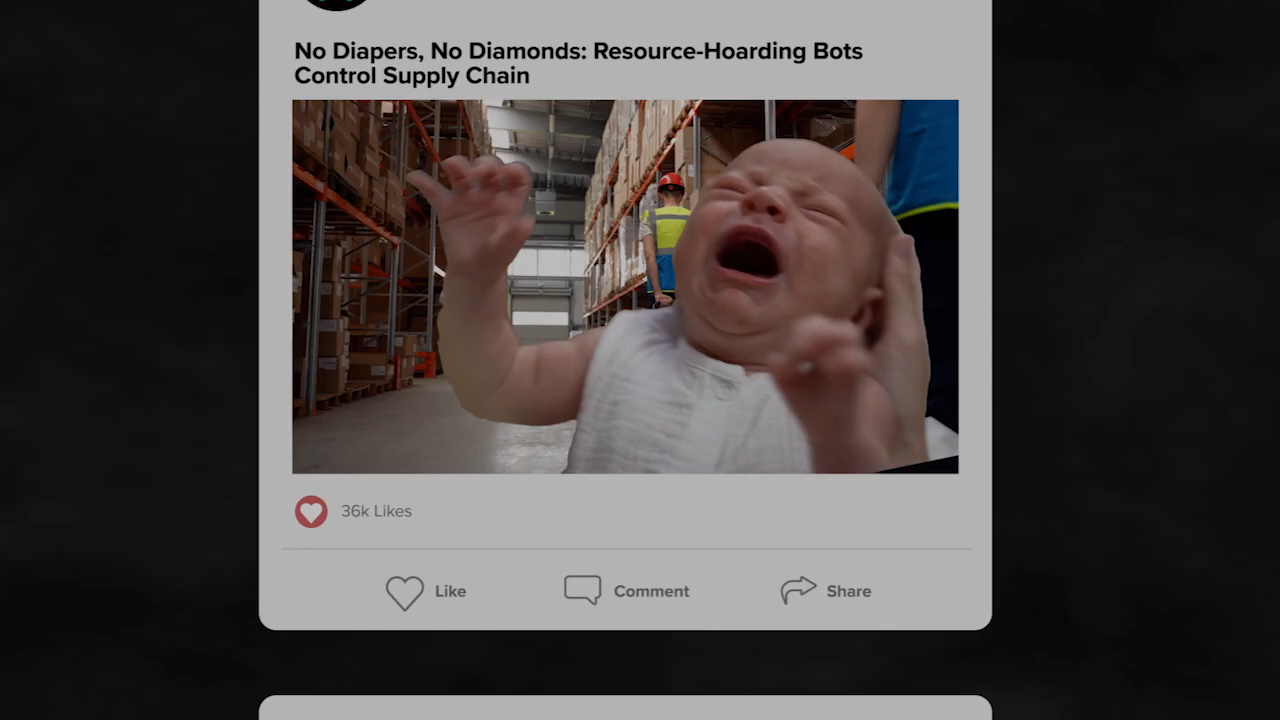 No Diapers, No Diamonds: Resource-Hoarding Bots
Control Supply Chain
36k Likes
Like
Comment
Share